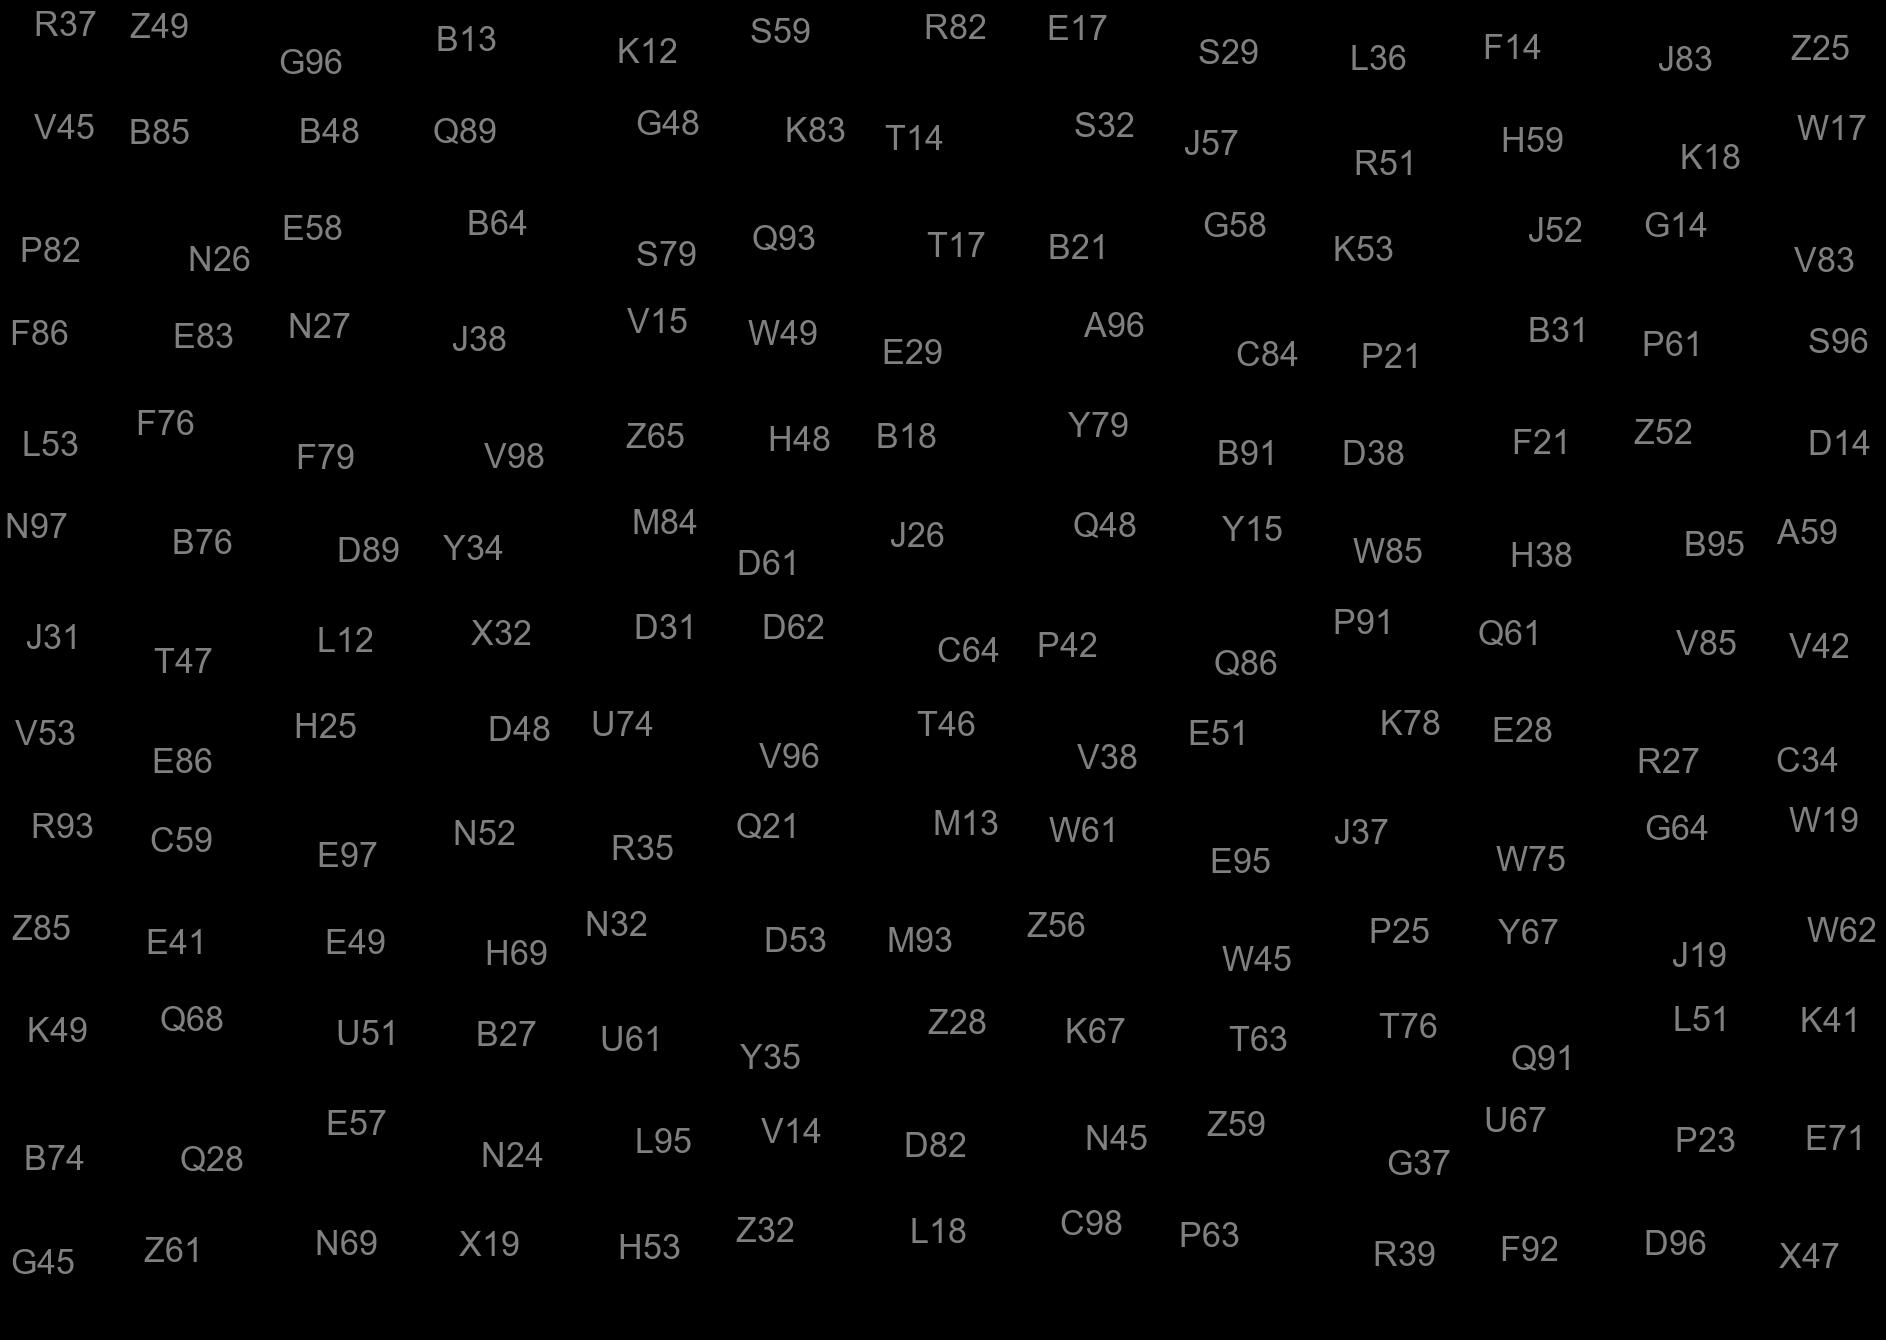 R37 Z49 G96 B13 K12 S59 R82 E17 S29 L36 F14 J83 Z25
V45 B85 B48 Q89 G48 K83 T14 S32 J57 R51 H59 K18 W17
P82 N26 E58 B64 S79 Q93 T17 B21 G58 K53 J52 G14 V83
F86 E83 N27 J38 V15 W49 E29 A96 C84 P21 B31 P61 S96
L53 F76 F79 V98 Z65 H48 B18 Y79 B91 D38 F21 Z52 D14
N97 B76 D89 Y34 M84 D61 J26 Q48 Y15 W85 H38 B95 A59
J31 T47 L12 X32 D31 D62 C64 P42 Q86 P91 Q61 V85 V42
V53 E86 H25 D48 U74 V96 T46 V38 E51 K78 E28 R27 C34
R93 C59 E97 N52 R35 Q21 M13 W61 E95 J37 W75 G64 W19
Z85 E41 E49 H69 N32 D53 M93 Z56 W45 P25 Y67 J19 W62
K49 Q68 U51 B27 U61 Y35 Z28 K67 T63 T76 Q91 L51 K41
B74 Q28 E57 N24 L95 V14 D82 N45 Z59 G37 U67 P23 E71
G45 Z61 N69 X19 H53 Z32 L18 C98 P63 R39 F92 D96 X47